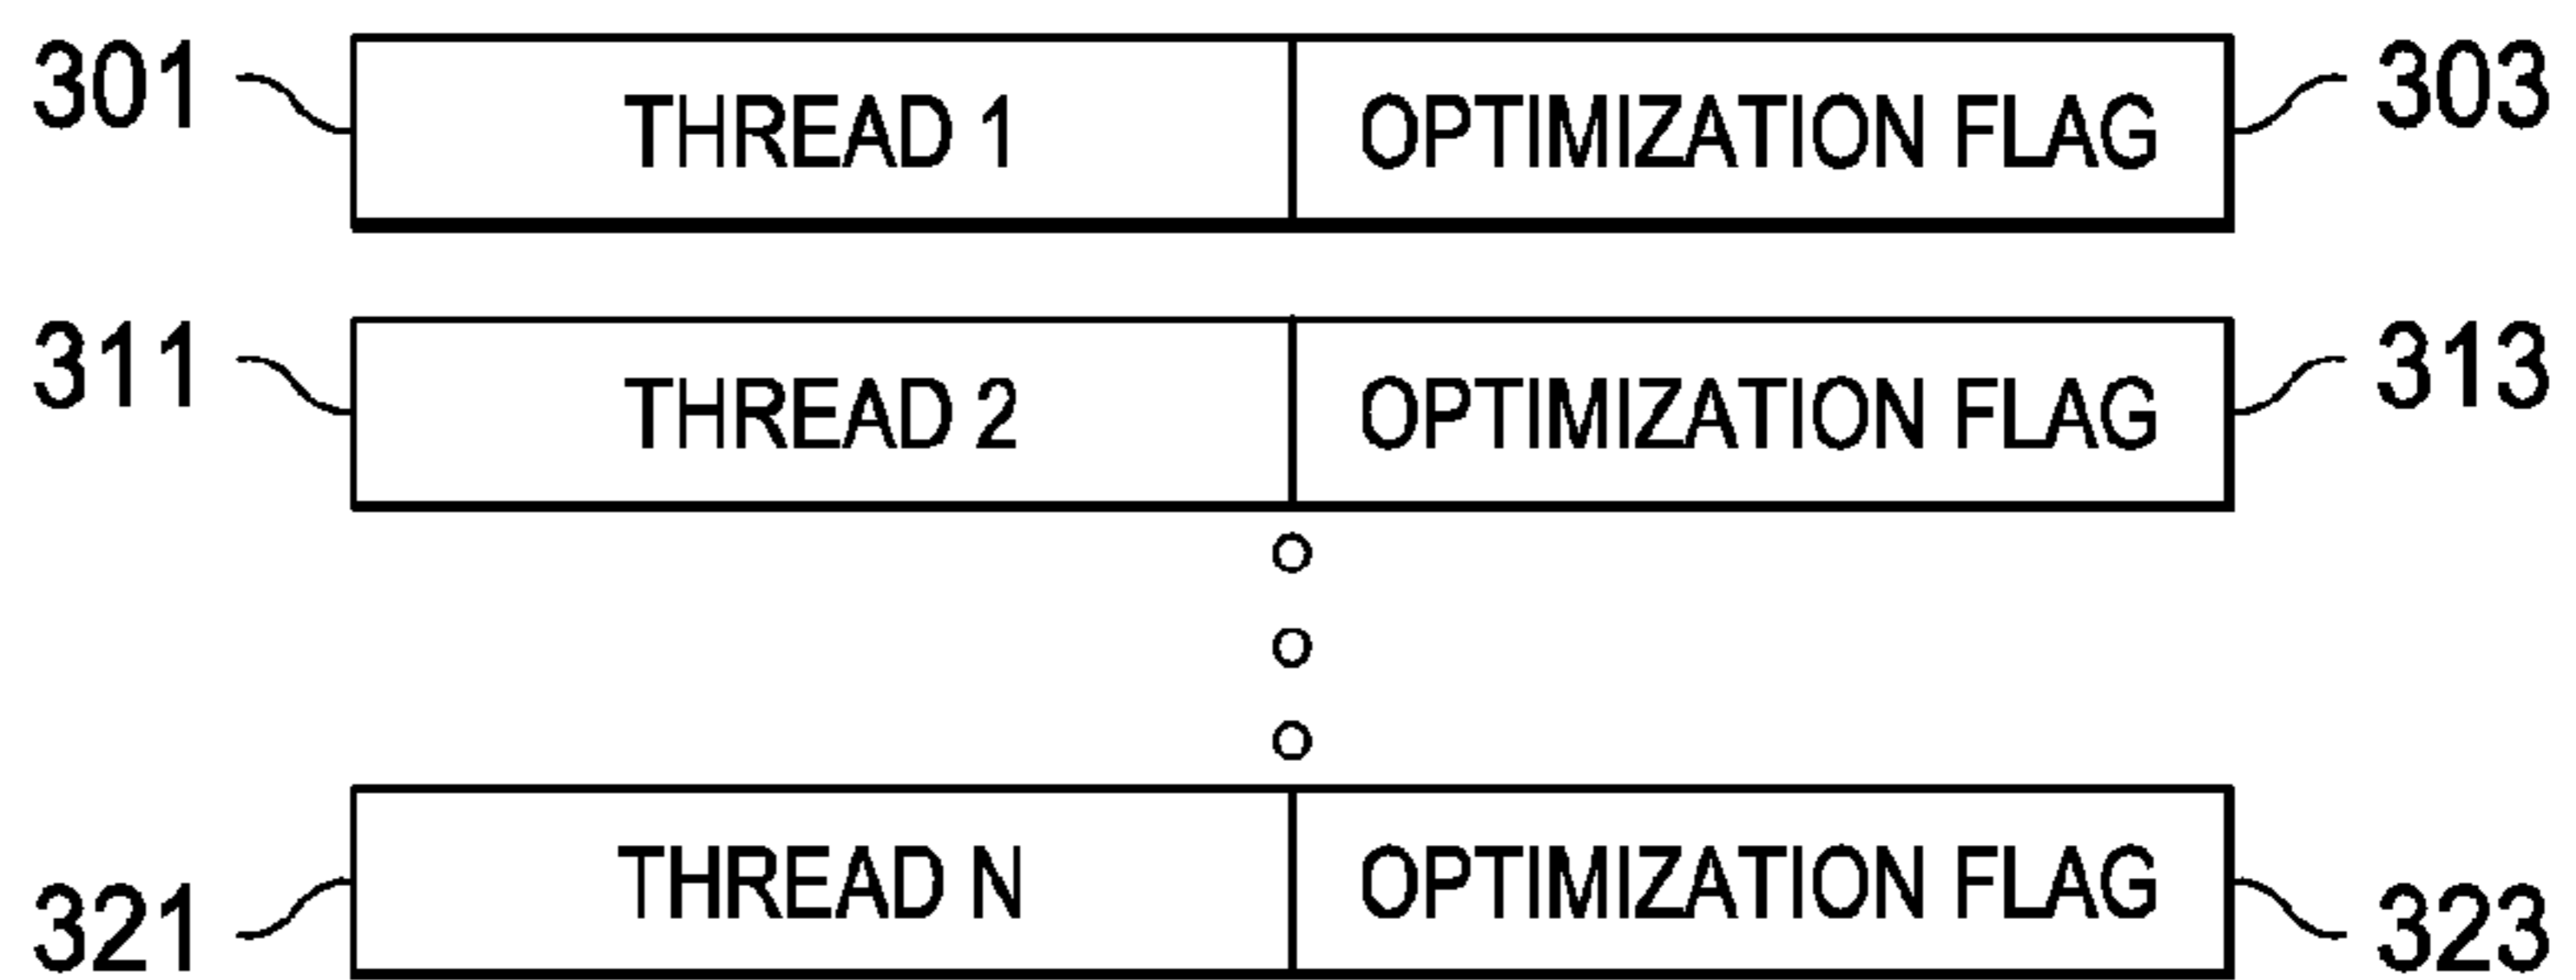 301 THREAD 1 OPTIMIZATION FLAG 303
311 THREAD 2 OPTIMIZATION FLAG 313
321 THREAD N OPTIMIZATION FLAG 323